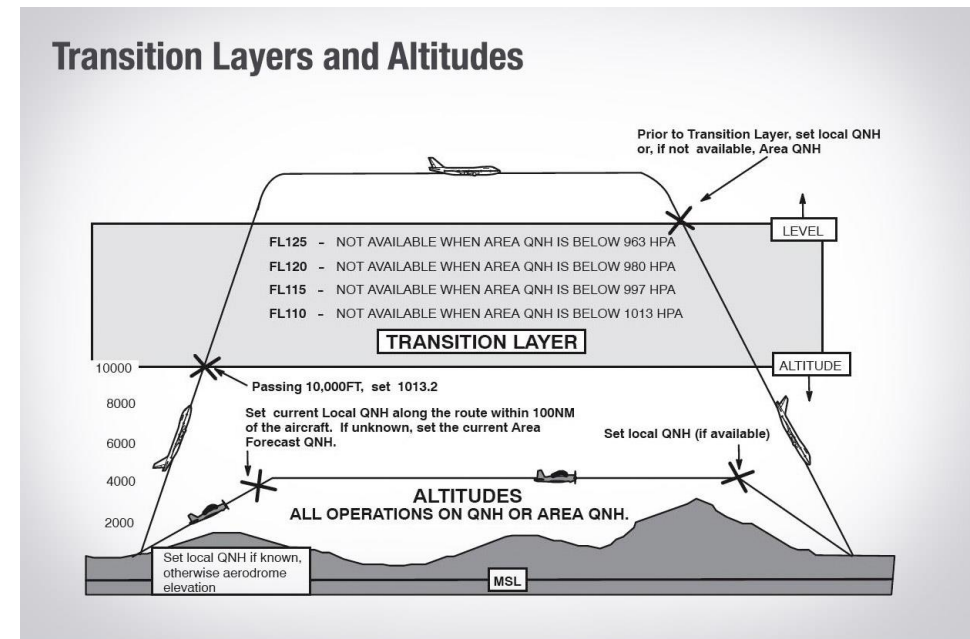 Transition Layers and Altitudes
Prior to Transition Layer, set local QNH
or, if not available, Area QNH
LEVEL
FL125 - NOT AVAILABLE WHEN AREA QNH IS BELOW 963 HPA
FL120 - NOT AVAILABLE WHEN AREA QNH IS BELOW 980 HPA
FL115 - NOT AVAILABLE WHEN AREA QNH IS BELOW 997 HPA
FL110 - NOT AVAILABLE WHEN AREA QNH IS BELOW 1013 HPA
TRANSITION LAYER
10000
ALTITUDE
Passing 10,000FT, set 1013.2
8000
Set current Local QNH along the route within 100NM
of the aircraft. If unknown, set the current Area
Forecast QNH.
Set local QNH (if available)
6000
4000
ALTITUDES
ALL OPERATIONS ON QNH OR AREA QNH.
2000
Set local QNH if known,
otherwise aerodrome
elevation
MSL